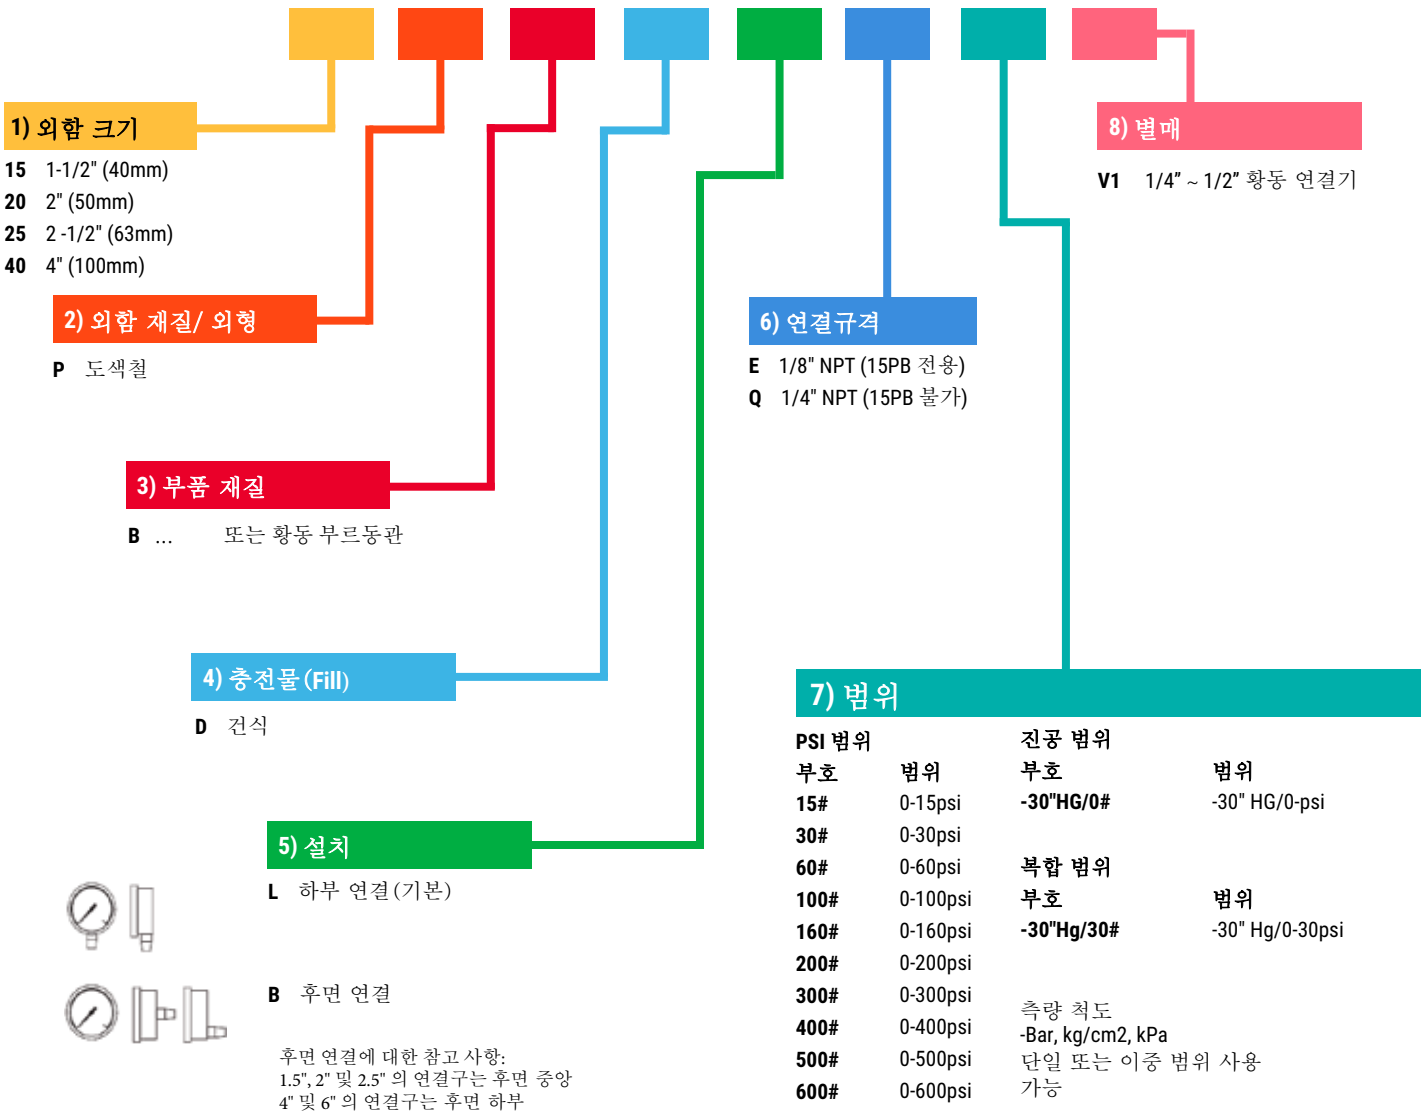 1) 외함 크기
15 1-1/2" (40mm)
20 2" (50mm)
25 2 -1/2" (63mm)
40 4" (100mm)
2) 외함 재질/ 외형
P 도색철
3) 부품 재질
B ... 또는 황동 부르동관
4) 충전물(Fill)
D 건식
5) 설치
L 하부 연결(기본)
B 후면 연결
후면 연결에 대한 참고 사항:
1.5", 2" 및 2.5" 의 연결구는 후면 중앙
4" 및 6" 의 연결구는 후면 하부
6) 연결규격
E 1/8" NPT (15PB 전용)
Q 1/4" NPT (15PB 불가)
7) 범위
PSI 범위
부호 범위
15# 0-15psi
30# 0-30psi
60# 0-60psi
100# 0-100psi
160# 0-160psi
200# 0-200psi
300# 0-300psi
400# 0-400psi
500# 0-500psi
600# 0-600psi
진공 범위
부호 범위
-30"HG/0# -30" HG/0-psi
복합 범위
부호 범위
-30"Hg/30# -30" Hg/0-30psi
측량 척도
-Bar, kg/cm2, kPa
단일 또는 이중 범위 사용
가능
8) 별매
V1 1/4” ~ 1/2” 황동 연결기